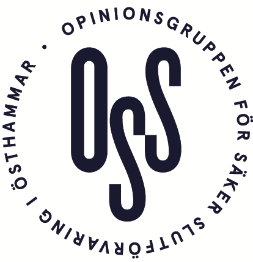 OPINIONSGRUPPEN FÖR SÄKER SLUTFÖRVARING I ÖSTHAMMAR •
OSS